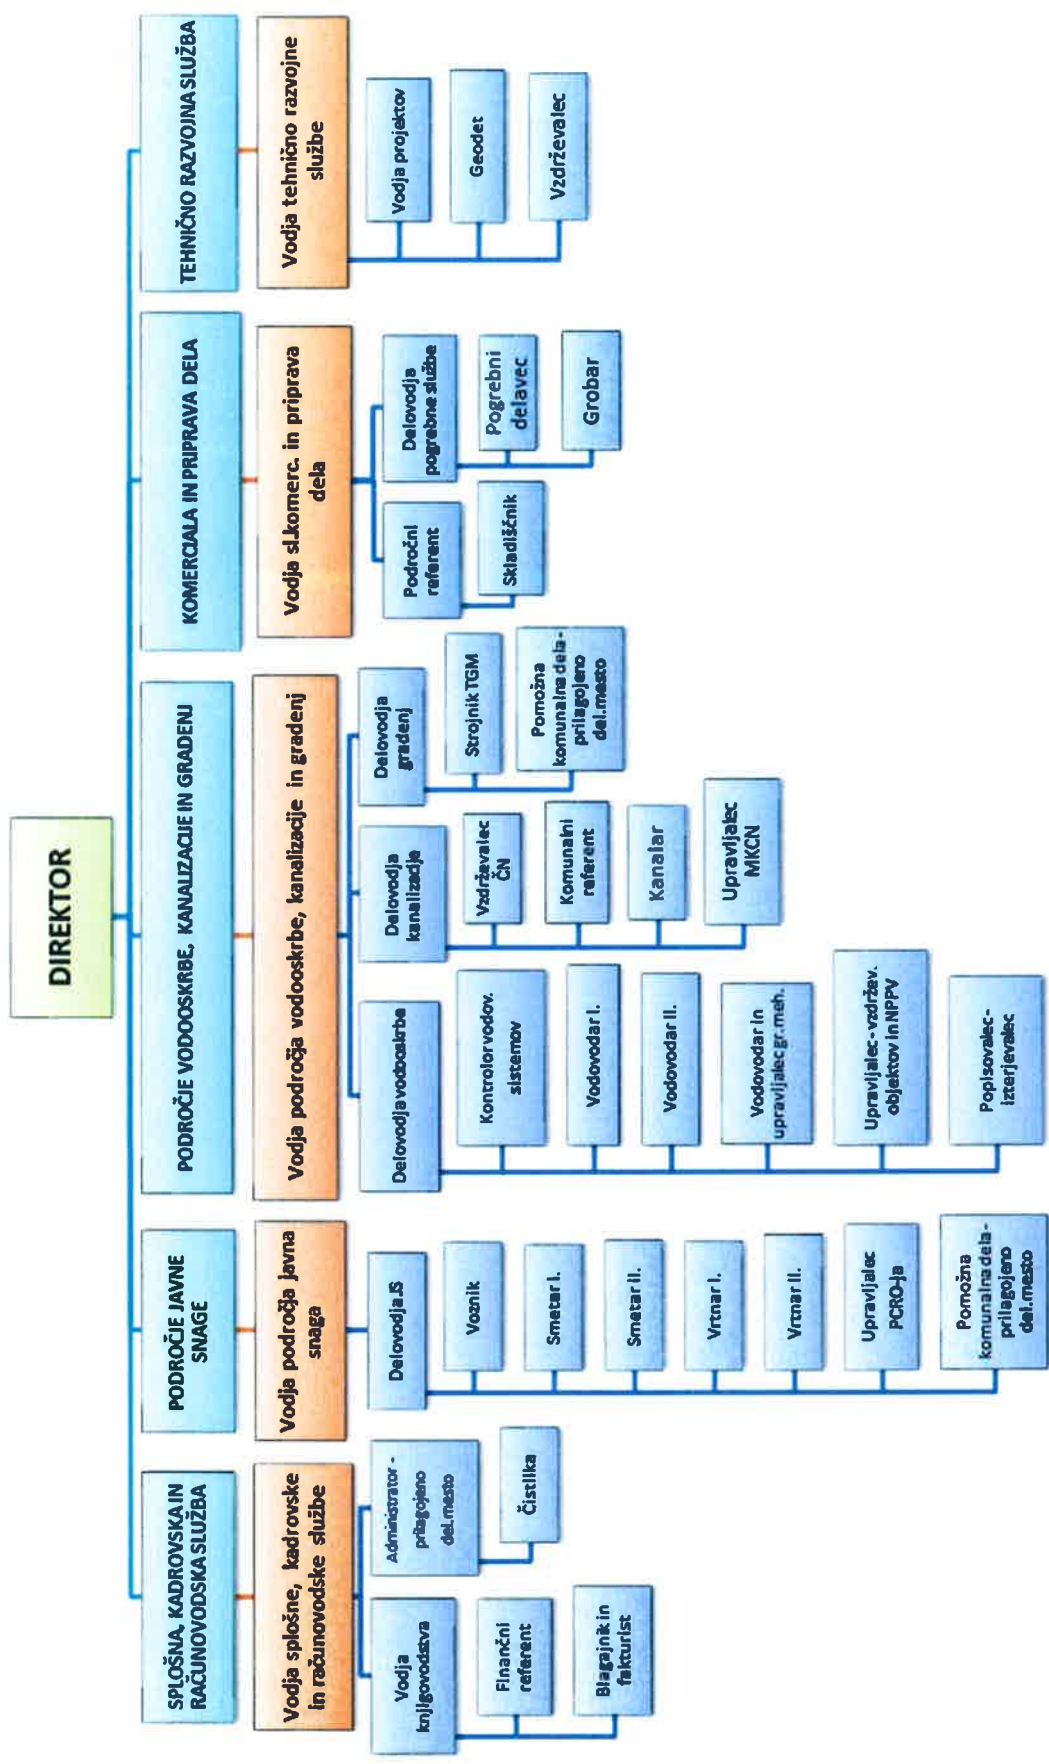 DIREKTOR
SPLOŠNA, KADROVSKA IN
RAČUNOVODSKA SLUŽBA
Vodja splošne, kadrovske
in računovodske službe
Vodja
knjigovodstva
Finančni
referent
Blagajnik in
fakturist
Administrator -
prilagojeno
del.mesto
Čistilka
PODROČJE JAVNE
SNAGE
Vodja področja javna
snaga
Delovodja JS
Voznik
Smetar I.
Smetar II.
Vrtnar I.
Vrtnar II.
Upravljalec
PCRO-ja
Pomožna
komunalna dela-
prilagojeno
del.mesto
PODROČJE VODOOSKRBE, KANALIZACIJE IN GRADENJ
Vodja področja vodooskrbe, kanalizacije in gradenj
Delovodja vodooskrbe
Kontrolor vodov.
sistemov
Vodovodar I.
Vodovodar II.
Vodovodar in
upravljalec gr.meh.
Upravljalec - vzdržev.
objektov in NPPV
Popisovalec -
izterjevalec
Delovodja
kanalizacije
Vzdrževalec
ČN
Komunalni
referent
Kanalar
Upravljalec
MKČN
Delovodja
gradenj
Strojnik TGM
Pomožna
komunalna dela-
prilagojeno
del.mesto
KOMERCIALA IN PRIPRAVA DELA
Vodja sl.komerc. in priprava
dela
Področni
referent
Skladiščnik
Delovodja
pogrebne službe
Pogrebni
delavec
Grobar
TEHNIČNO RAZVOJNA SLUŽBA
Vodja tehnično razvojne
službe
Vodja projektov
Geodet
Vzdrževalec